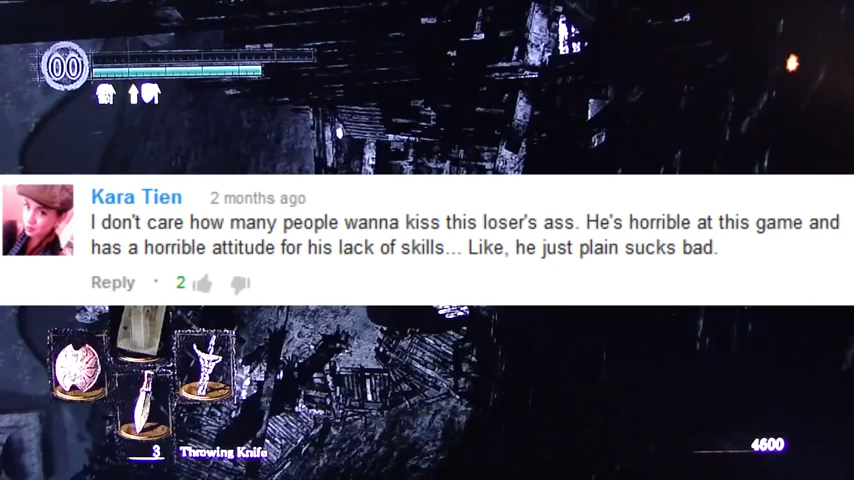 00
Kara Tien 2 months ago
I don't care how many people wanna kiss this loser's ass. He's horrible at this game and
has a horrible attitude for his lack of skills... Like, he just plain sucks bad.
Reply · 2
3 Throwing Knife
4600